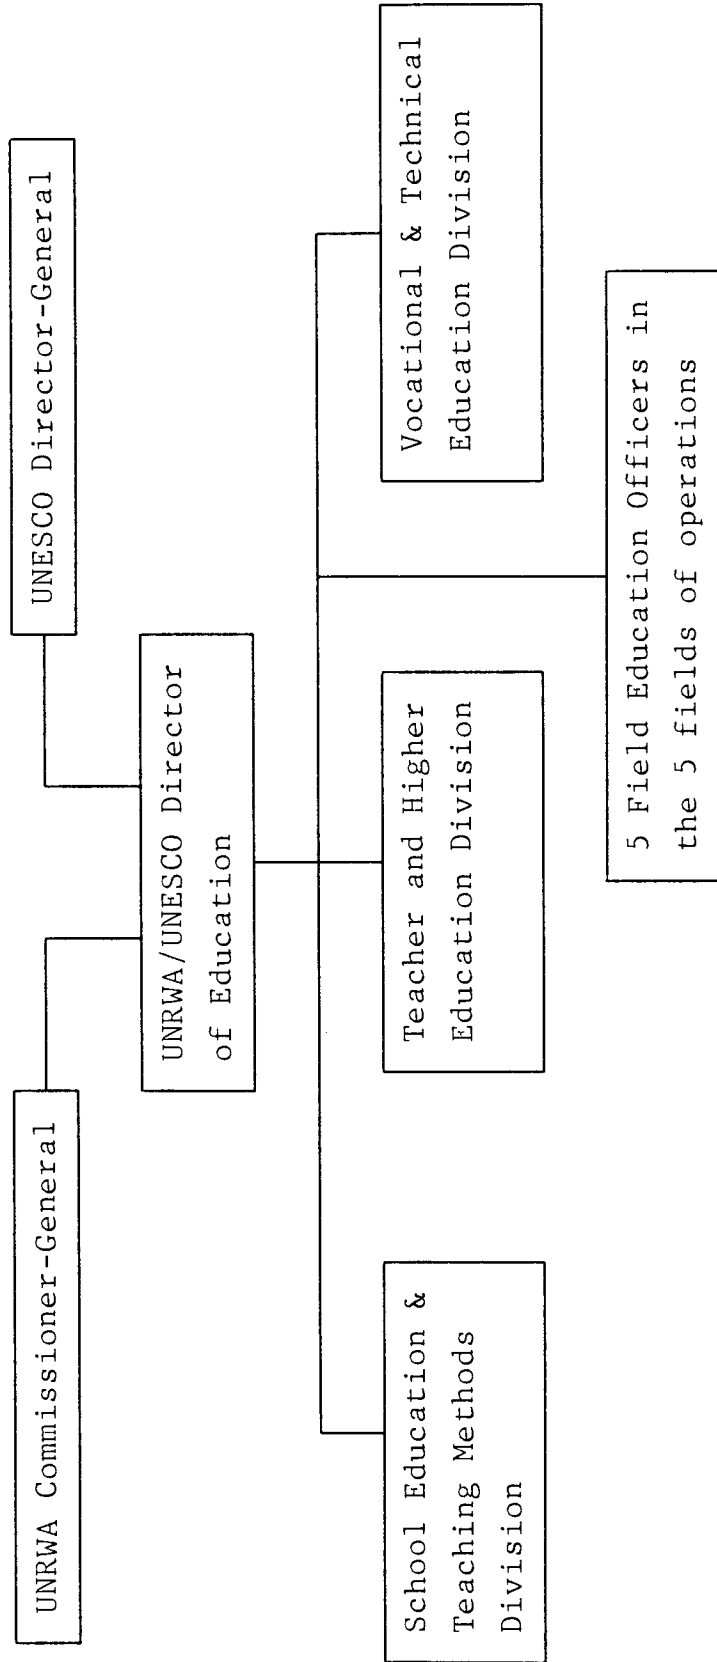 UNRWA Commissioner-General
UNESCO Director-General
UNRWA/UNESCO Director
of Education
School Education &
Teaching Methods
Division
Teacher and Higher
Education Division
Vocational & Technical
Education Division
5 Field Education Officers in
the 5 fields of operations